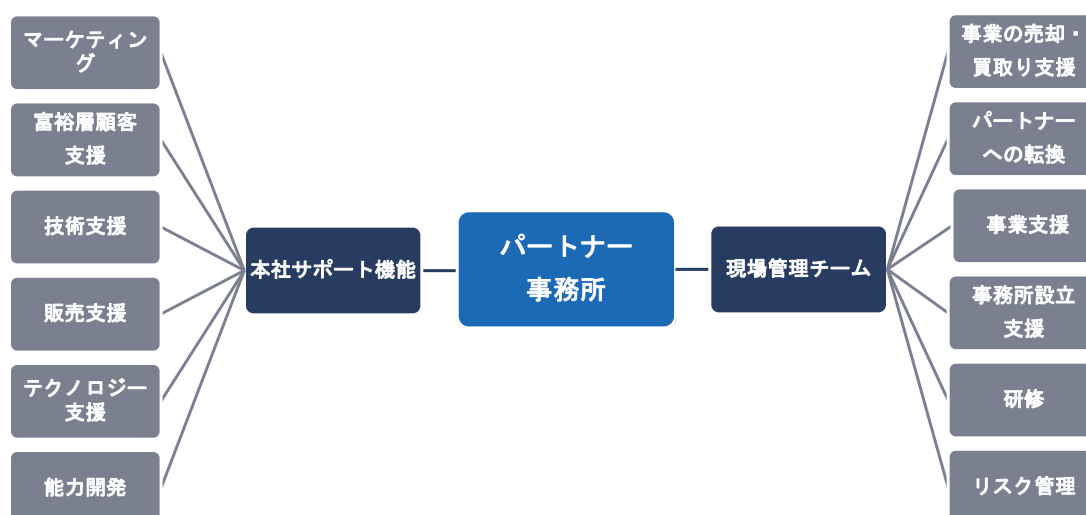 マーケティン
グ
富裕層顧客
支援
技術支援
販売支援
テクノロジー
支援
能力開発
本社サポート機能
パートナー
事務所
現場管理チーム
事業の売却・
買取り支援
パートナー
への転換
事業支援
事務所設立
支援
研修
リスク管理